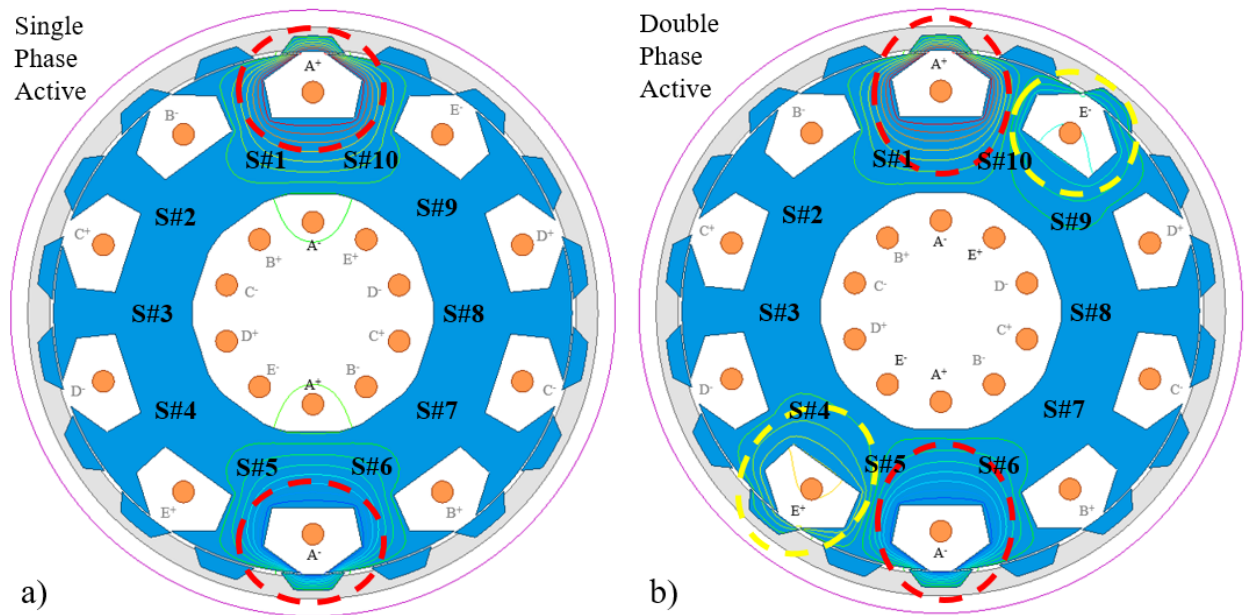 Single
Phase
Active
A+
B-
E-
S#1
S#10
S#2
S#9
C+
D+
A-
B+
E+
C-
D-
S#3
S#8
D+
C+
E-
B-
A+
D-
C-
S#4
S#7
S#5
S#6
E+
B+
A-
a)
Double
Phase
Active
A+
B-
E-
S#1
S#10
S#2
S#9
C+
D+
A-
B+
E+
C-
D-
S#3
S#8
D+
C+
E-
B-
A+
D-
C-
S#4
S#7
S#5
S#6
E+
B+
A-
b)